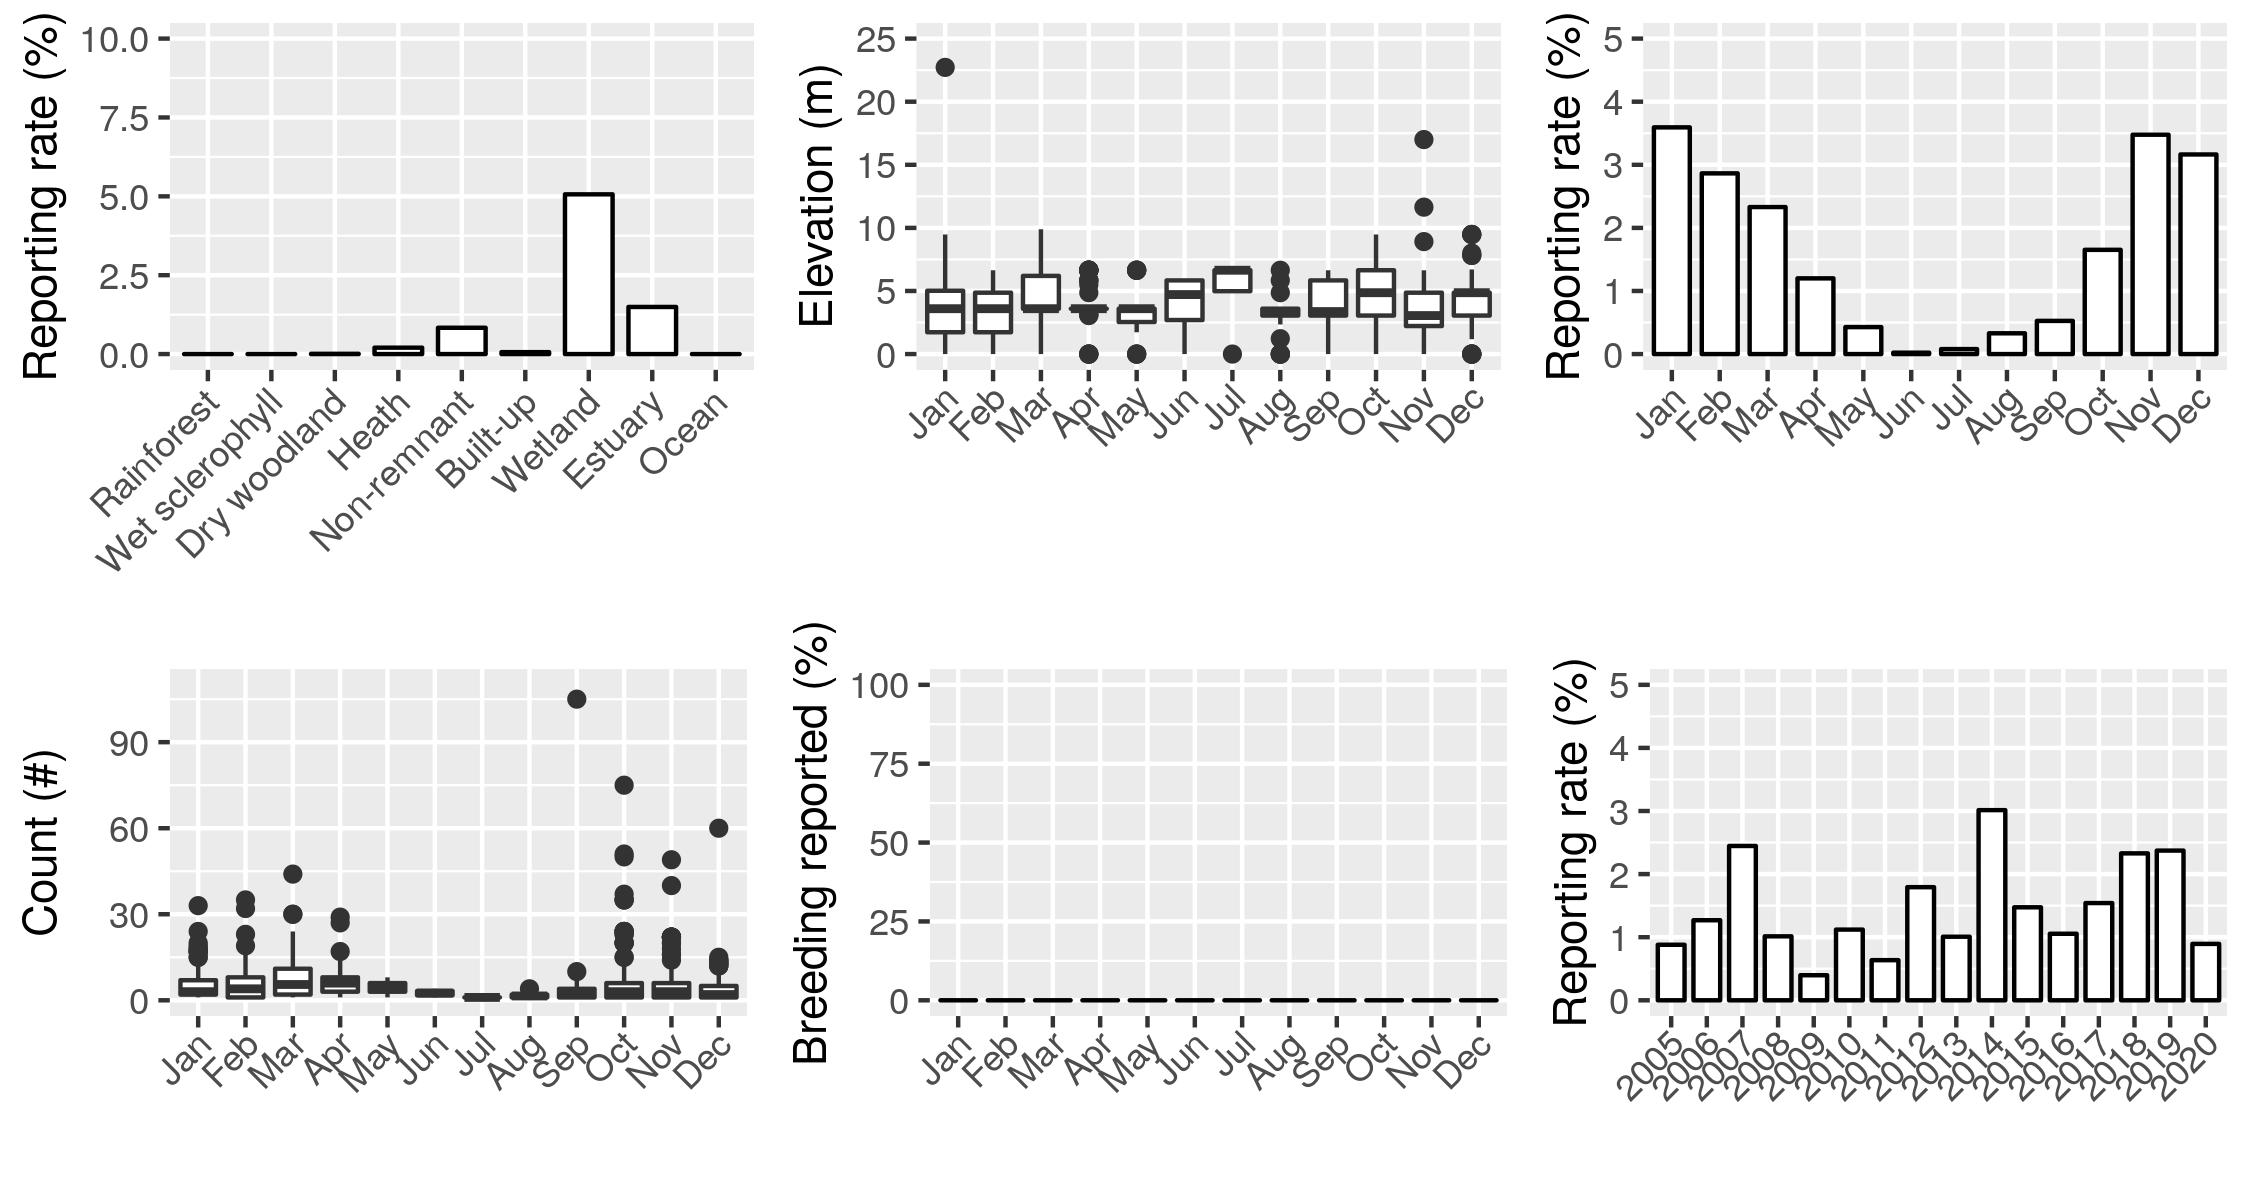 Reporting rate (%)
10.0
7.5
5.0
2.5
0.0
Rainforest
Wet sclerophyll
Dry woodland
Heath
Non-remnant
Built-up
Wetland
Estuary
Ocean
Elevation (m)
25
20
15
10
5
0
Jan
Feb
Mar
Apr
May
Jun
Jul
Aug
Sep
Oct
Nov
Dec
Reporting rate (%)
5
4
3
2
1
0
Jan
Feb
Mar
Apr
May
Jun
Jul
Aug
Sep
Oct
Nov
Dec
Count (#)
90
60
30
0
Jan
Feb
Mar
Apr
May
Jun
Jul
Aug
Sep
Oct
Nov
Dec
Breeding reported (%)
100
75
50
25
0
Jan
Feb
Mar
Apr
May
Jun
Jul
Aug
Sep
Oct
Nov
Dec
Reporting rate (%)
5
4
3
2
1
0
2005
2006
2007
2008
2009
2010
2011
2012
2013
2014
2015
2016
2017
2018
2019
2020